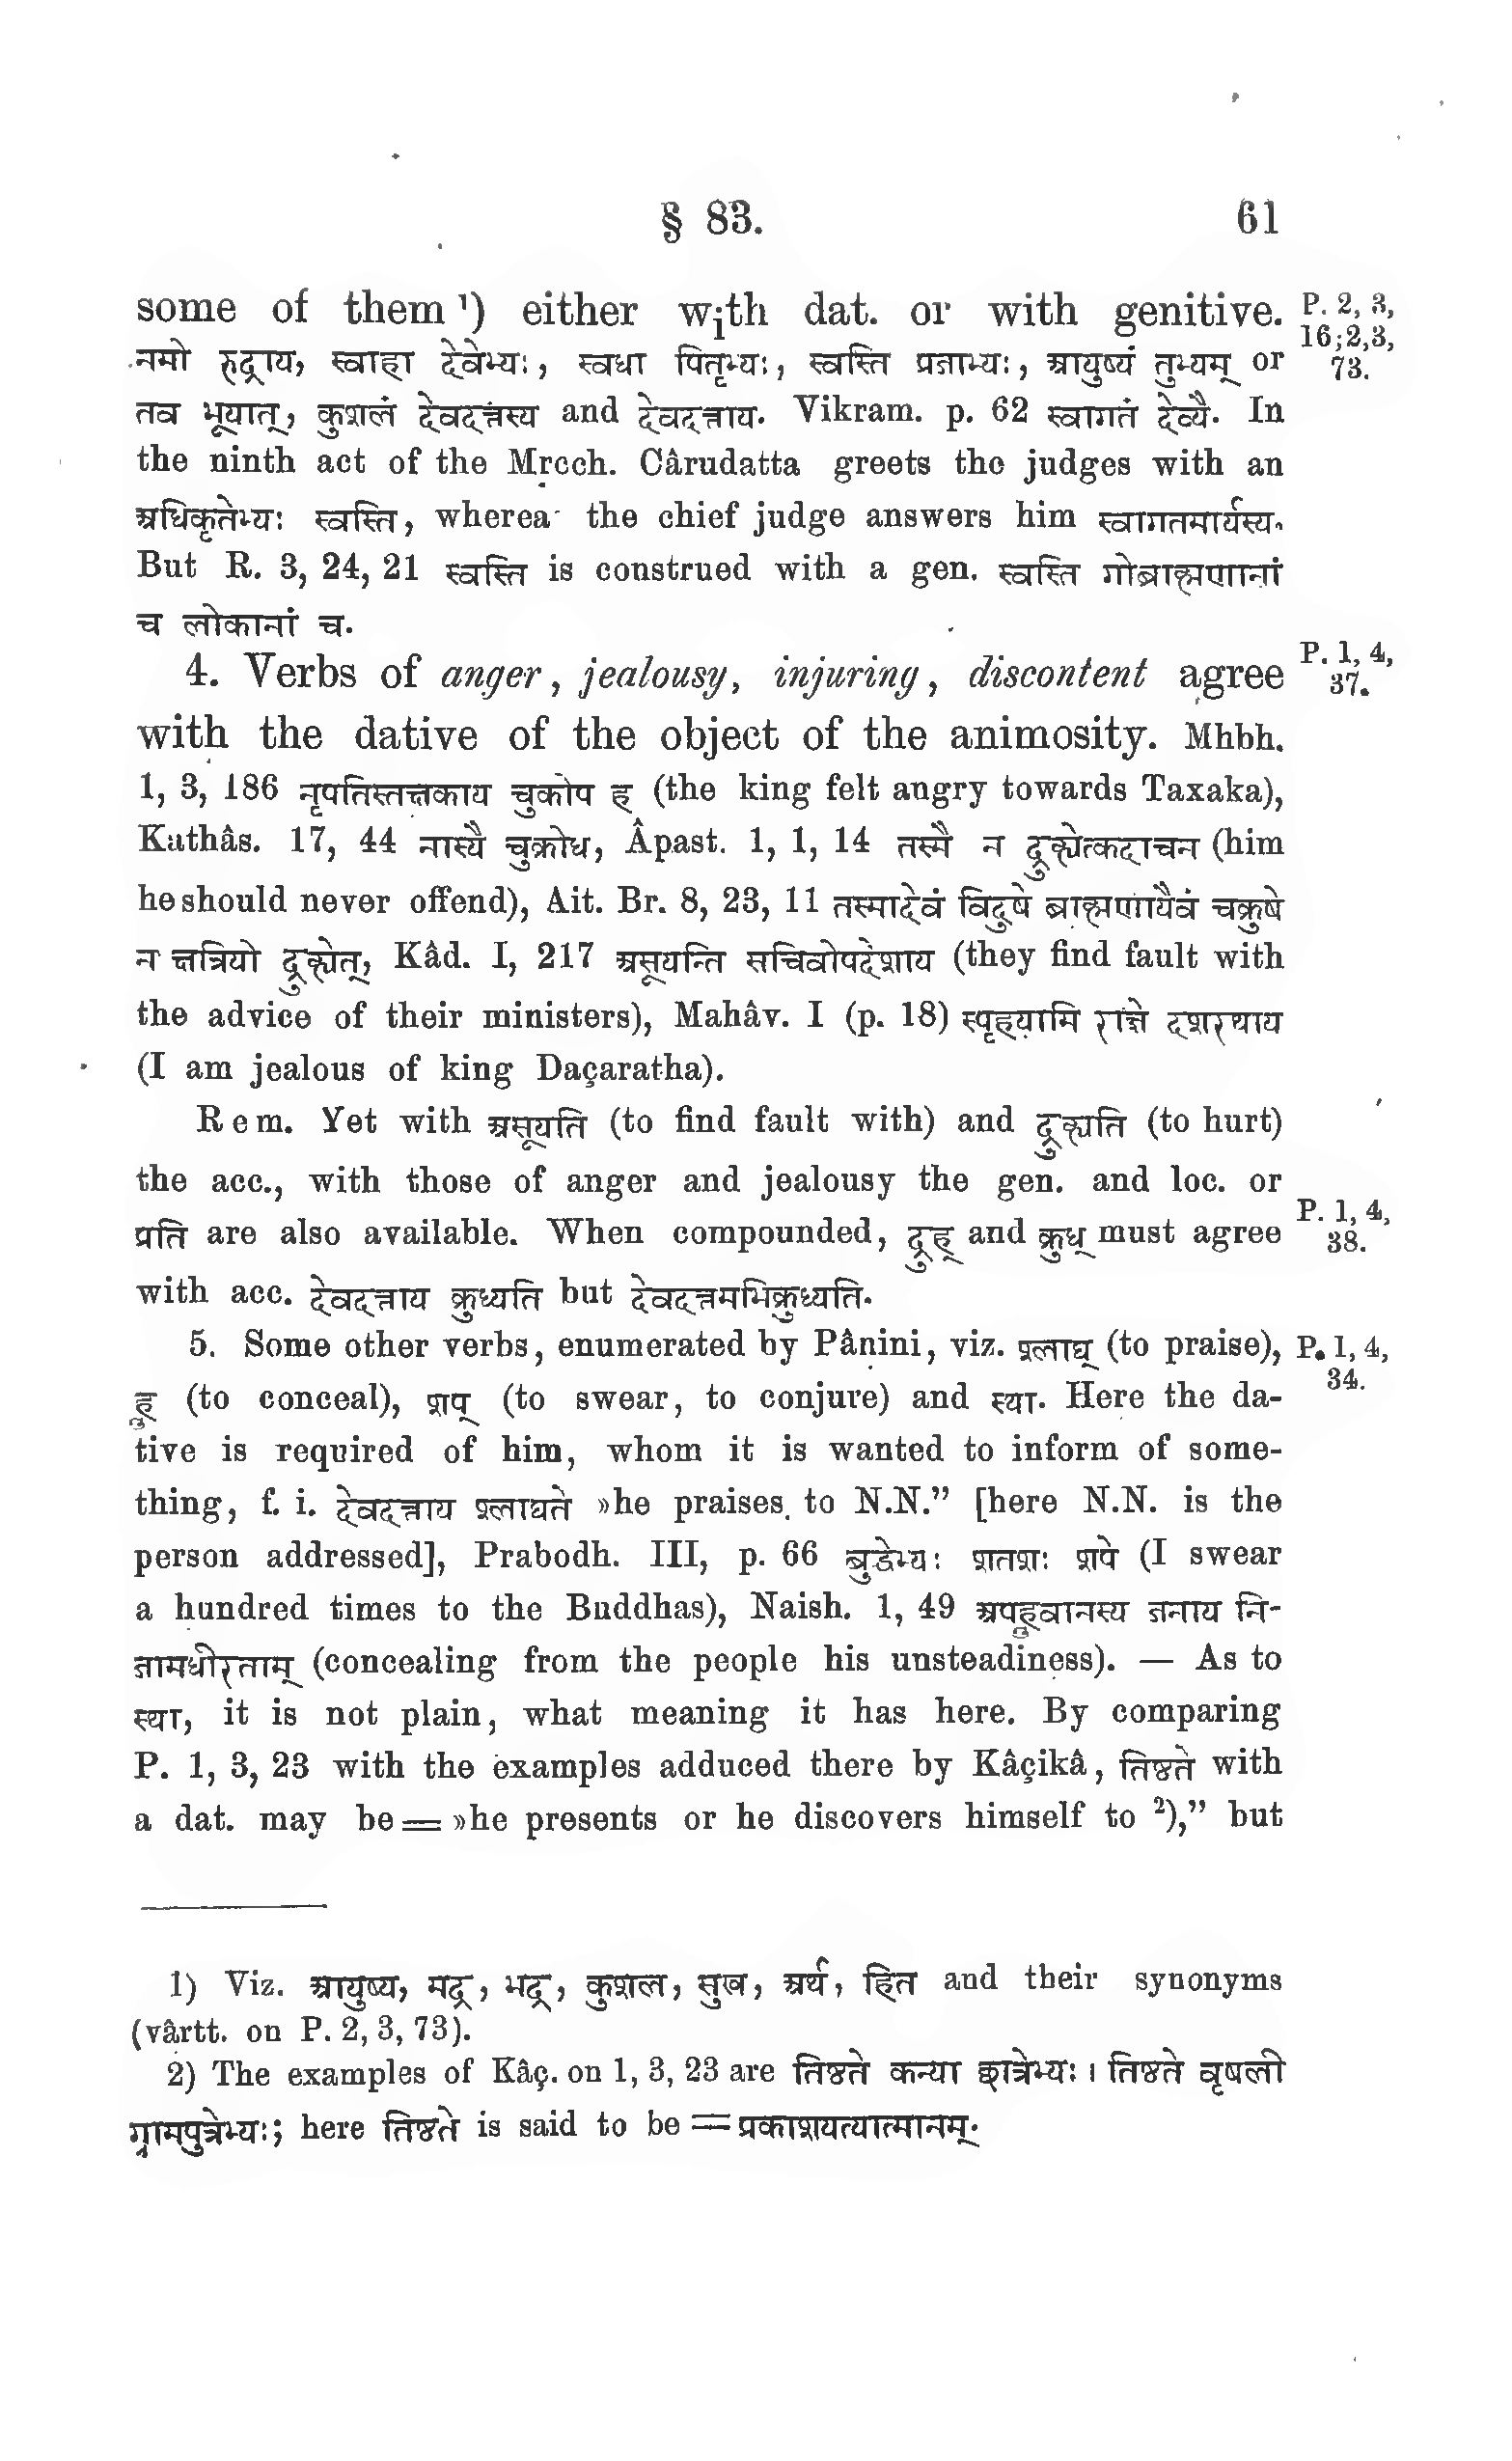 § 83. 61
some of them ¹) either with dat. or with genitive. P. 2, 3,
16; 2,3,
73.
नमो रुद्राय, स्वाहा देवेभ्यः, स्वधा पितृभ्यः, स्वस्ति प्रजाभ्यः, आयुष्यं तुभ्यम् or
तव भूयात्, कुशलं देवदत्तस्य and देवदत्ताय. Vikram. p. 62 स्वागतं देव्यै. In
the ninth act of the Mṛcch. Cârudatta greets the judges with an
अधिकृतेभ्यः स्वस्ति, wherea the chief judge answers him स्वागतमार्यस्य.
But R. 3, 24, 21 स्वस्ति is construed with a gen. स्वस्ति गोब्राह्मणानां
च लोकानां च.
4. Verbs of anger, jealousy, injuring, discontent agree P. 1, 4,
37.
with the dative of the object of the animosity. Mhbh.
1, 3, 186 नृपतिस्तक्षकाय चुकोप ह (the king felt angry towards Taxaka),
Kathâs. 17, 44 नास्यै चुक्रोध, Âpast. 1, 1, 14 तस्मै न द्रुह्येत्कदाचन (him
he should never offend), Ait. Br. 8, 23, 11 तस्मादेवं विदुषे ब्राह्मणायैवं चक्रुषे
न क्षत्रियो द्रुह्येत्, Kâd. I, 217 असूयन्ति सचिवोपदेशाय (they find fault with
the advice of their ministers), Mahâv. I (p. 18) स्पृहयामि राज्ञे दशरथाय
(I am jealous of king Daçaratha).
Rem. Yet with असूयति (to find fault with) and द्रुह्यति (to hurt)
the acc., with those of anger and jealousy the gen. and loc. or
प्रति are also available. When compounded, द्रुह् and क्रुध् must agree P. 1, 4,
38.
with acc. देवदत्ताय क्रुध्यति but देवदत्तमभिक्रुध्यति.
5. Some other verbs, enumerated by Pâṇini, viz. श्लाघ् (to praise), P. 1, 4,
34.
ह्नु (to conceal), शप् (to swear, to conjure) and स्था. Here the da-
tive is required of him, whom it is wanted to inform of some-
thing, f. i. देवदत्ताय श्लाघते »he praises to N.N.” [here N.N. is the
person addressed], Prabodh. III, p. 66 बुद्धेभ्यः शतशः शपे (I swear
a hundred times to the Buddhas), Naish. 1, 49 अपह्नुवानस्य जनाय नि-
जामधीरताम् (concealing from the people his unsteadiness). — As to
स्था, it is not plain, what meaning it has here. By comparing
P. 1, 3, 23 with the examples adduced there by Kâçikâ, तिष्ठते with
a dat. may be = »he presents or he discovers himself to ²),” but
1) Viz. आयुष्य, मद्र, भद्र, कुशल, सुख, अर्थ, हित and their synonyms
(vârtt. on P. 2, 3, 73).
2) The examples of Kâç. on 1, 3, 23 are तिष्ठते कन्या छात्रेभ्यः । तिष्ठते वृषली
ग्रामपुत्रेभ्यः; here तिष्ठते is said to be = प्रकाशयत्यात्मानम्.